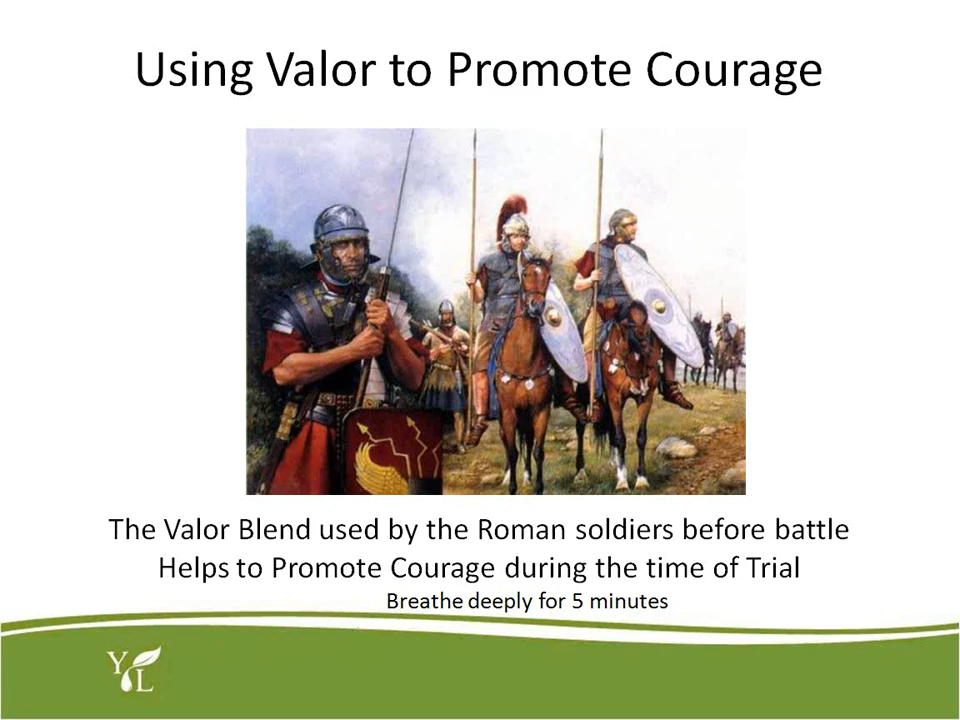 Using Valor to Promote Courage
The Valor Blend used by the Roman soldiers before battle
Helps to Promote Courage during the time of Trial
Breathe deeply for 5 minutes
Y L